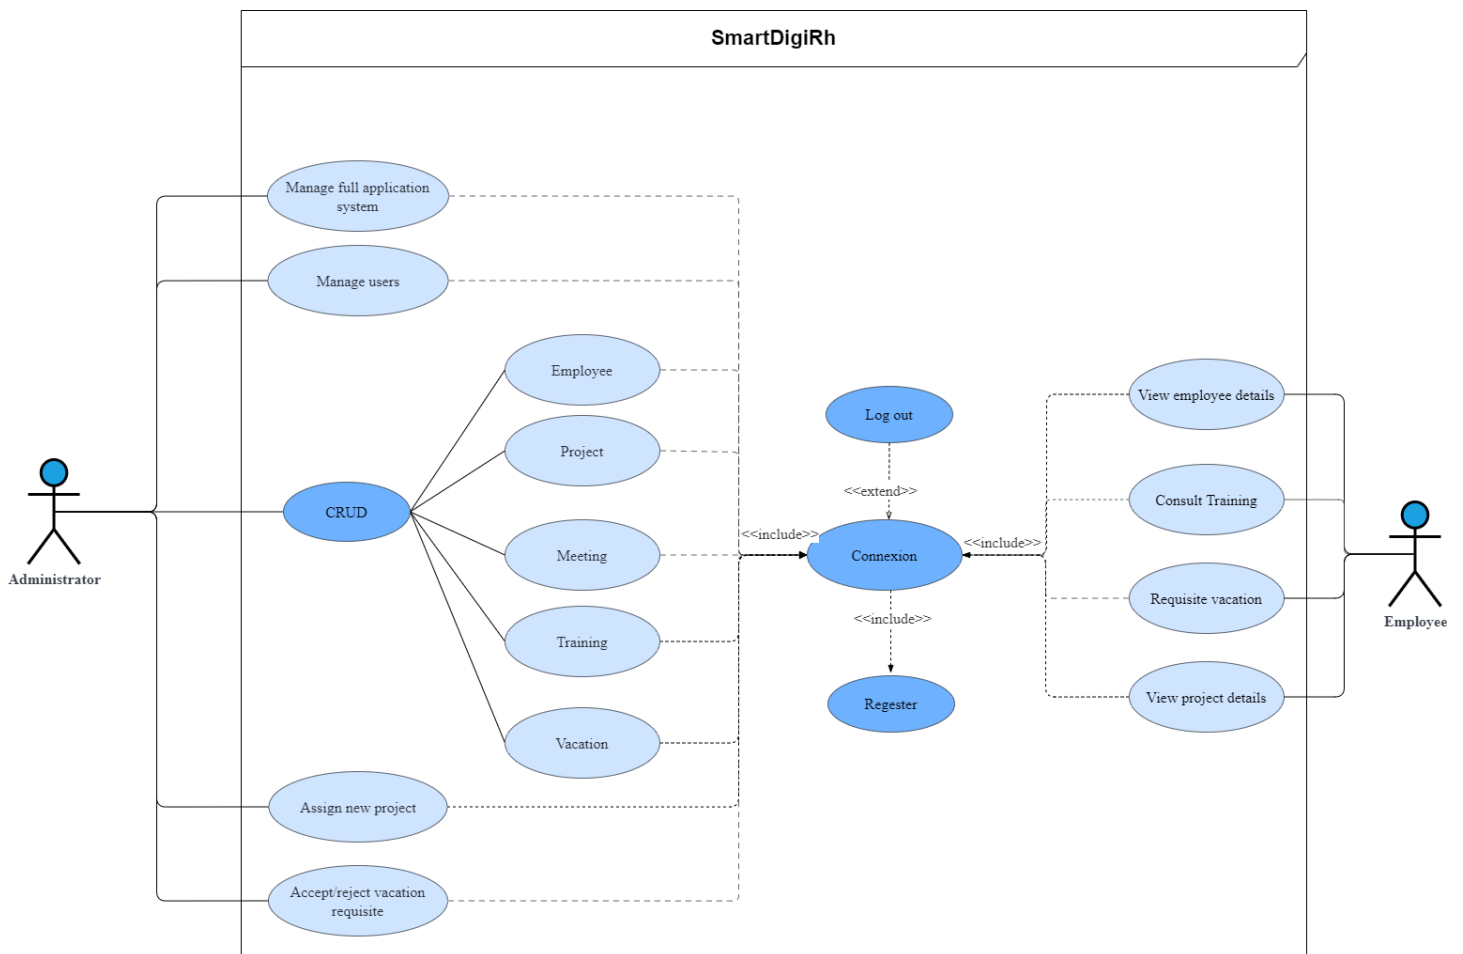 SmartDigiRh
Manage full application
system
Manage users
Employee
Project
CRUD
Meeting
Training
Vacation
Assign new project
Accept/reject vacation
requisite
Administrator
Log out
<<extend>>
<<include>>
Connexion
<<include>>
<<include>>
Regester
View employee details
Consult Training
Requisite vacation
View project details
Employee